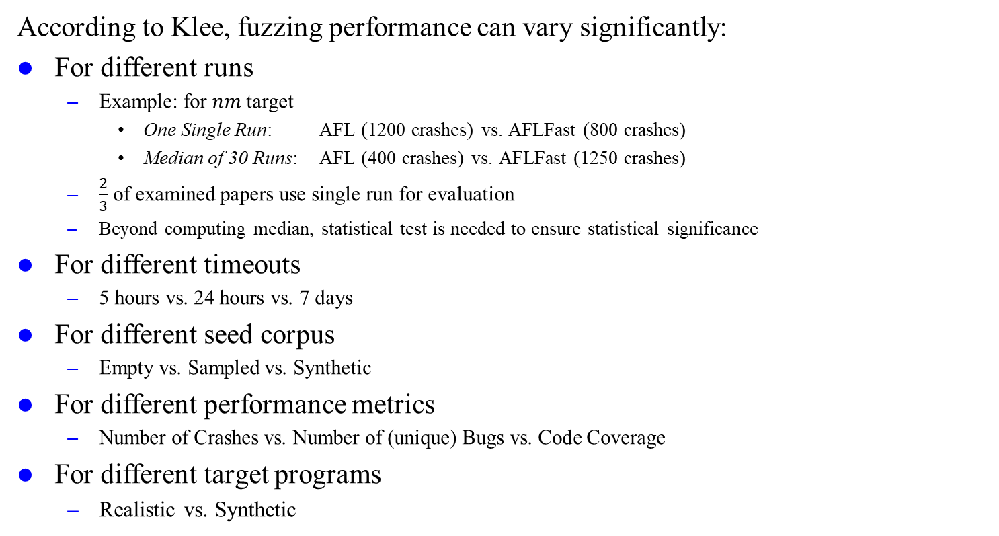 According to Klee, fuzzing performance can vary significantly:
● For different runs
– Example: for nm target
• One Single Run: AFL (1200 crashes) vs. AFLFast (800 crashes)
• Median of 30 Runs: AFL (400 crashes) vs. AFLFast (1250 crashes)
– 2/3 of examined papers use single run for evaluation
– Beyond computing median, statistical test is needed to ensure statistical significance
● For different timeouts
– 5 hours vs. 24 hours vs. 7 days
● For different seed corpus
– Empty vs. Sampled vs. Synthetic
● For different performance metrics
– Number of Crashes vs. Number of (unique) Bugs vs. Code Coverage
● For different target programs
– Realistic vs. Synthetic